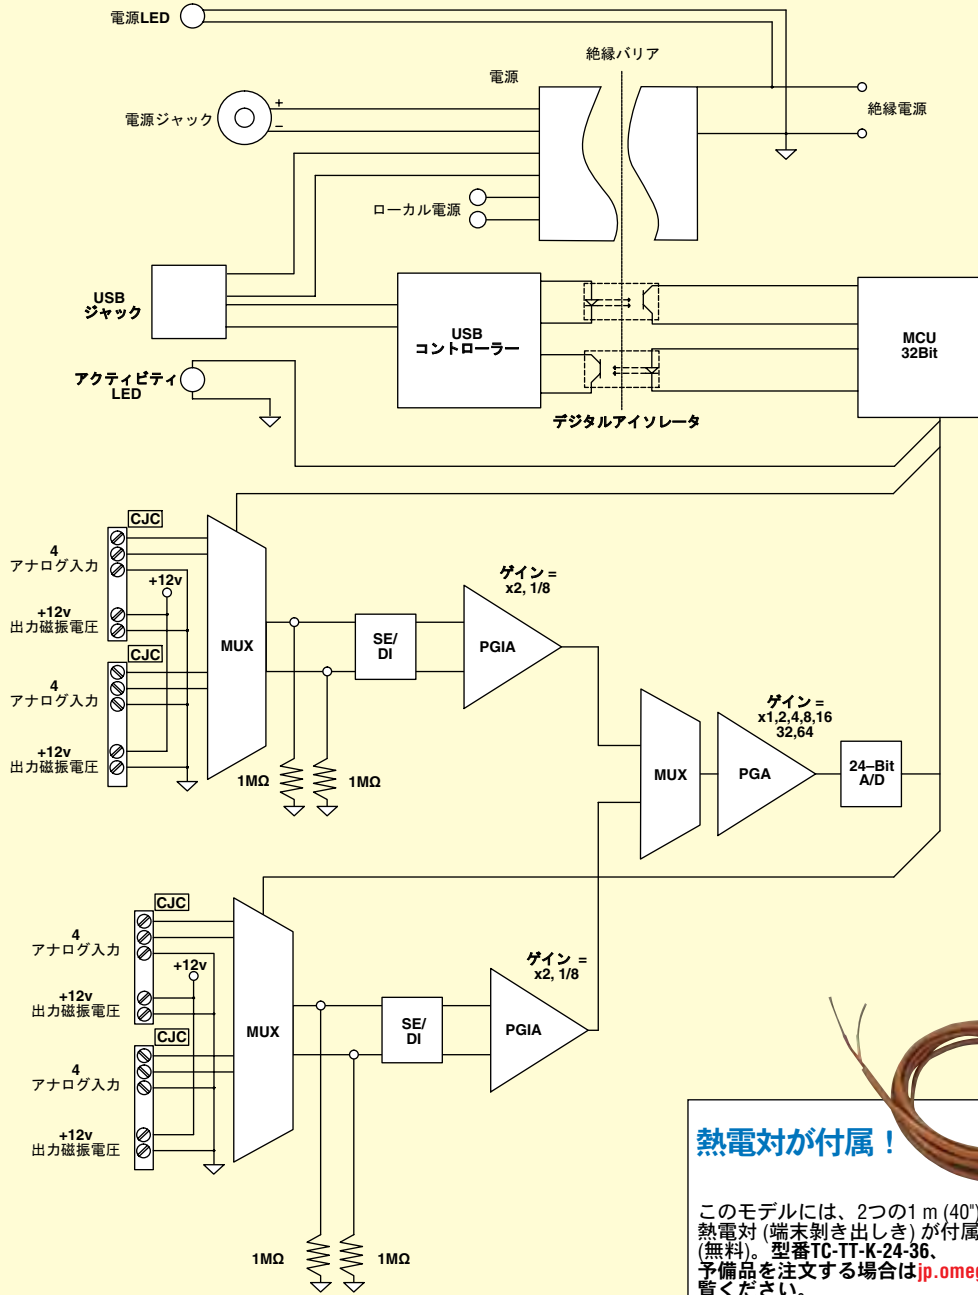 電源LED
絶縁バリア
電源
絶縁電源
電源ジャック
+
–
ローカル電源
USB
ジャック
USB
コントローラー
MCU
32Bit
アクティビティ
LED
デジタルアイソレータ
CJC
4
アナログ入力
+12v
+12v
出力磁振電圧
CJC
4
アナログ入力
+12v
出力磁振電圧
MUX
1MΩ
1MΩ
SE/
DI
ゲイン =
x2, 1/8
PGIA
MUX
ゲイン =
x1,2,4,8,16
32,64
PGA
24–Bit
A/D
CJC
4
アナログ入力
+12v
+12v
出力磁振電圧
CJC
4
アナログ入力
+12v
出力磁振電圧
MUX
SE/
DI
ゲイン =
x2, 1/8
PGIA
1MΩ
1MΩ
熱電対が付属！
このモデルには、2つの1 m (40")
熱電対 (端末剝き出しき) が付属
(無料)。型番TC-TT-K-24-36、
予備品を注文する場合はjp.omeg
覧ください。